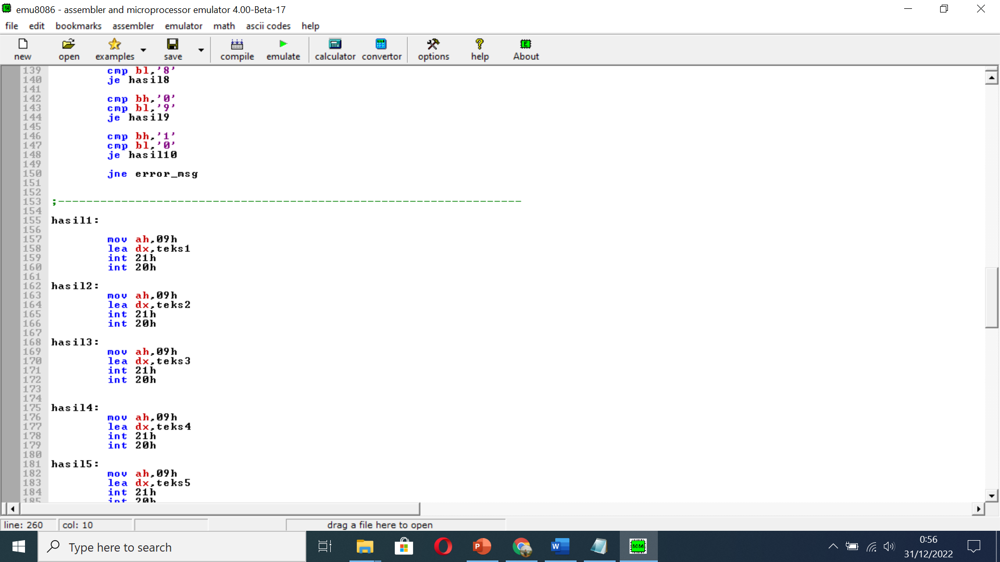 emu8086 - assembler and microprocessor emulator 4.00-Beta-17
file edit bookmarks assembler emulator math ascii codes help
new open examples save compile emulate calculator convertor options help About
139 cmp bl,'8'
140 je hasil8
141
142 cmp bh,'0'
143 cmp bl,'9'
144 je hasil9
145
146 cmp bh,'1'
147 cmp bl,'0'
148 je hasil10
149
150 jne error_msg
151
152
153 ;------------------------------------------------------------------
154
155 hasil1:
156
157 mov ah,09h
158 lea dx,teks1
159 int 21h
160 int 20h
161
162 hasil2:
163 mov ah,09h
164 lea dx,teks2
165 int 21h
166 int 20h
167
168 hasil3:
169 mov ah,09h
170 lea dx,teks3
171 int 21h
172 int 20h
173
174
175 hasil4:
176 mov ah,09h
177 lea dx,teks4
178 int 21h
179 int 20h
180
181 hasil5:
182 mov ah,09h
183 lea dx,teks5
184 int 21h
185 int 20h
line: 260 col: 10 drag a file here to open
Type here to search
8086
0:56
31/12/2022